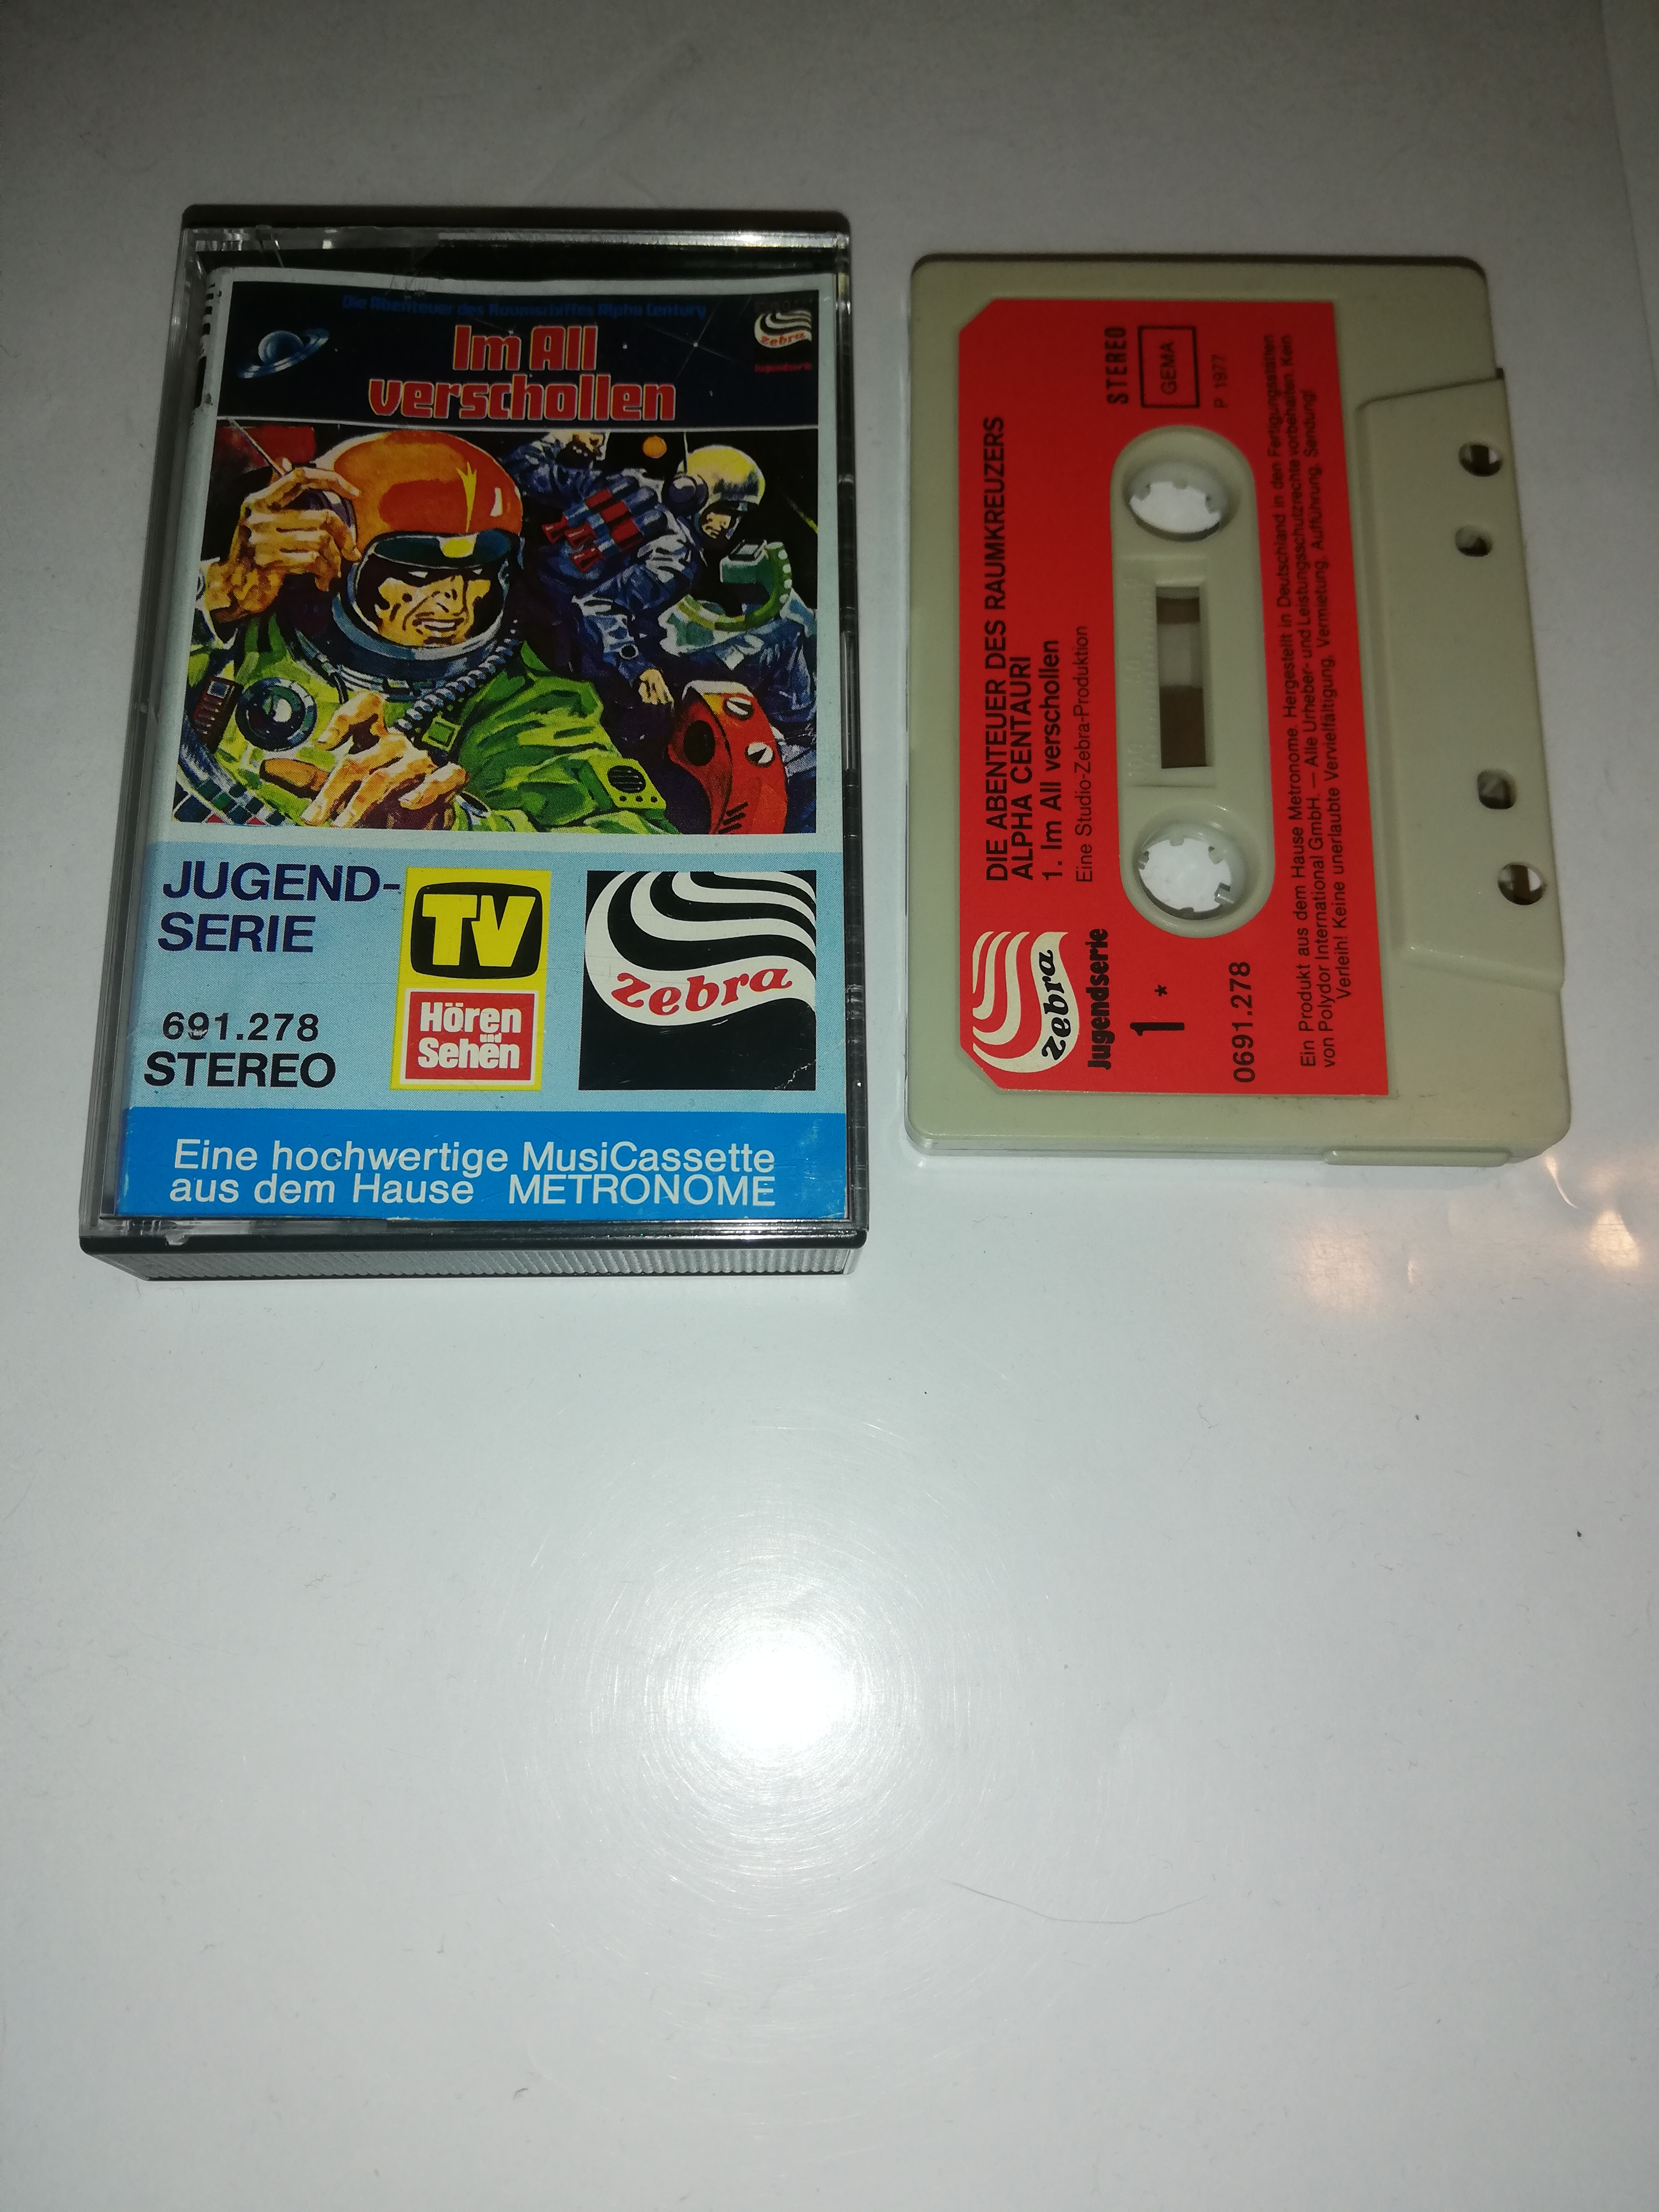 Die Abenteuer des Raumschiffes Alpha Century
Im All
verschollen
zebra
JUGEND-
SERIE
691.278
STEREO
TV
Hören
und
Sehen
zebra
Eine hochwertige MusiCassette
aus dem Hause METRONOME
zebra
Jugendserie
DIE ABENTEUER DES RAUMKREUZERS
ALPHA CENTAURI
1. Im All verschollen
Eine Studio-Zebra-Produktion
STEREO
GEMA
P 1977
1 *
0691.278
Ein Produkt aus dem Hause Metronome. Hergestellt in Deutschland in den Fertigungsstätten
von Polydor International GmbH. — Alle Urheber- und Leistungsschutzrechte vorbehalten. Kein
Verleih! Keine unerlaubte Vervielfältigung, Vermietung, Aufführung, Sendung!